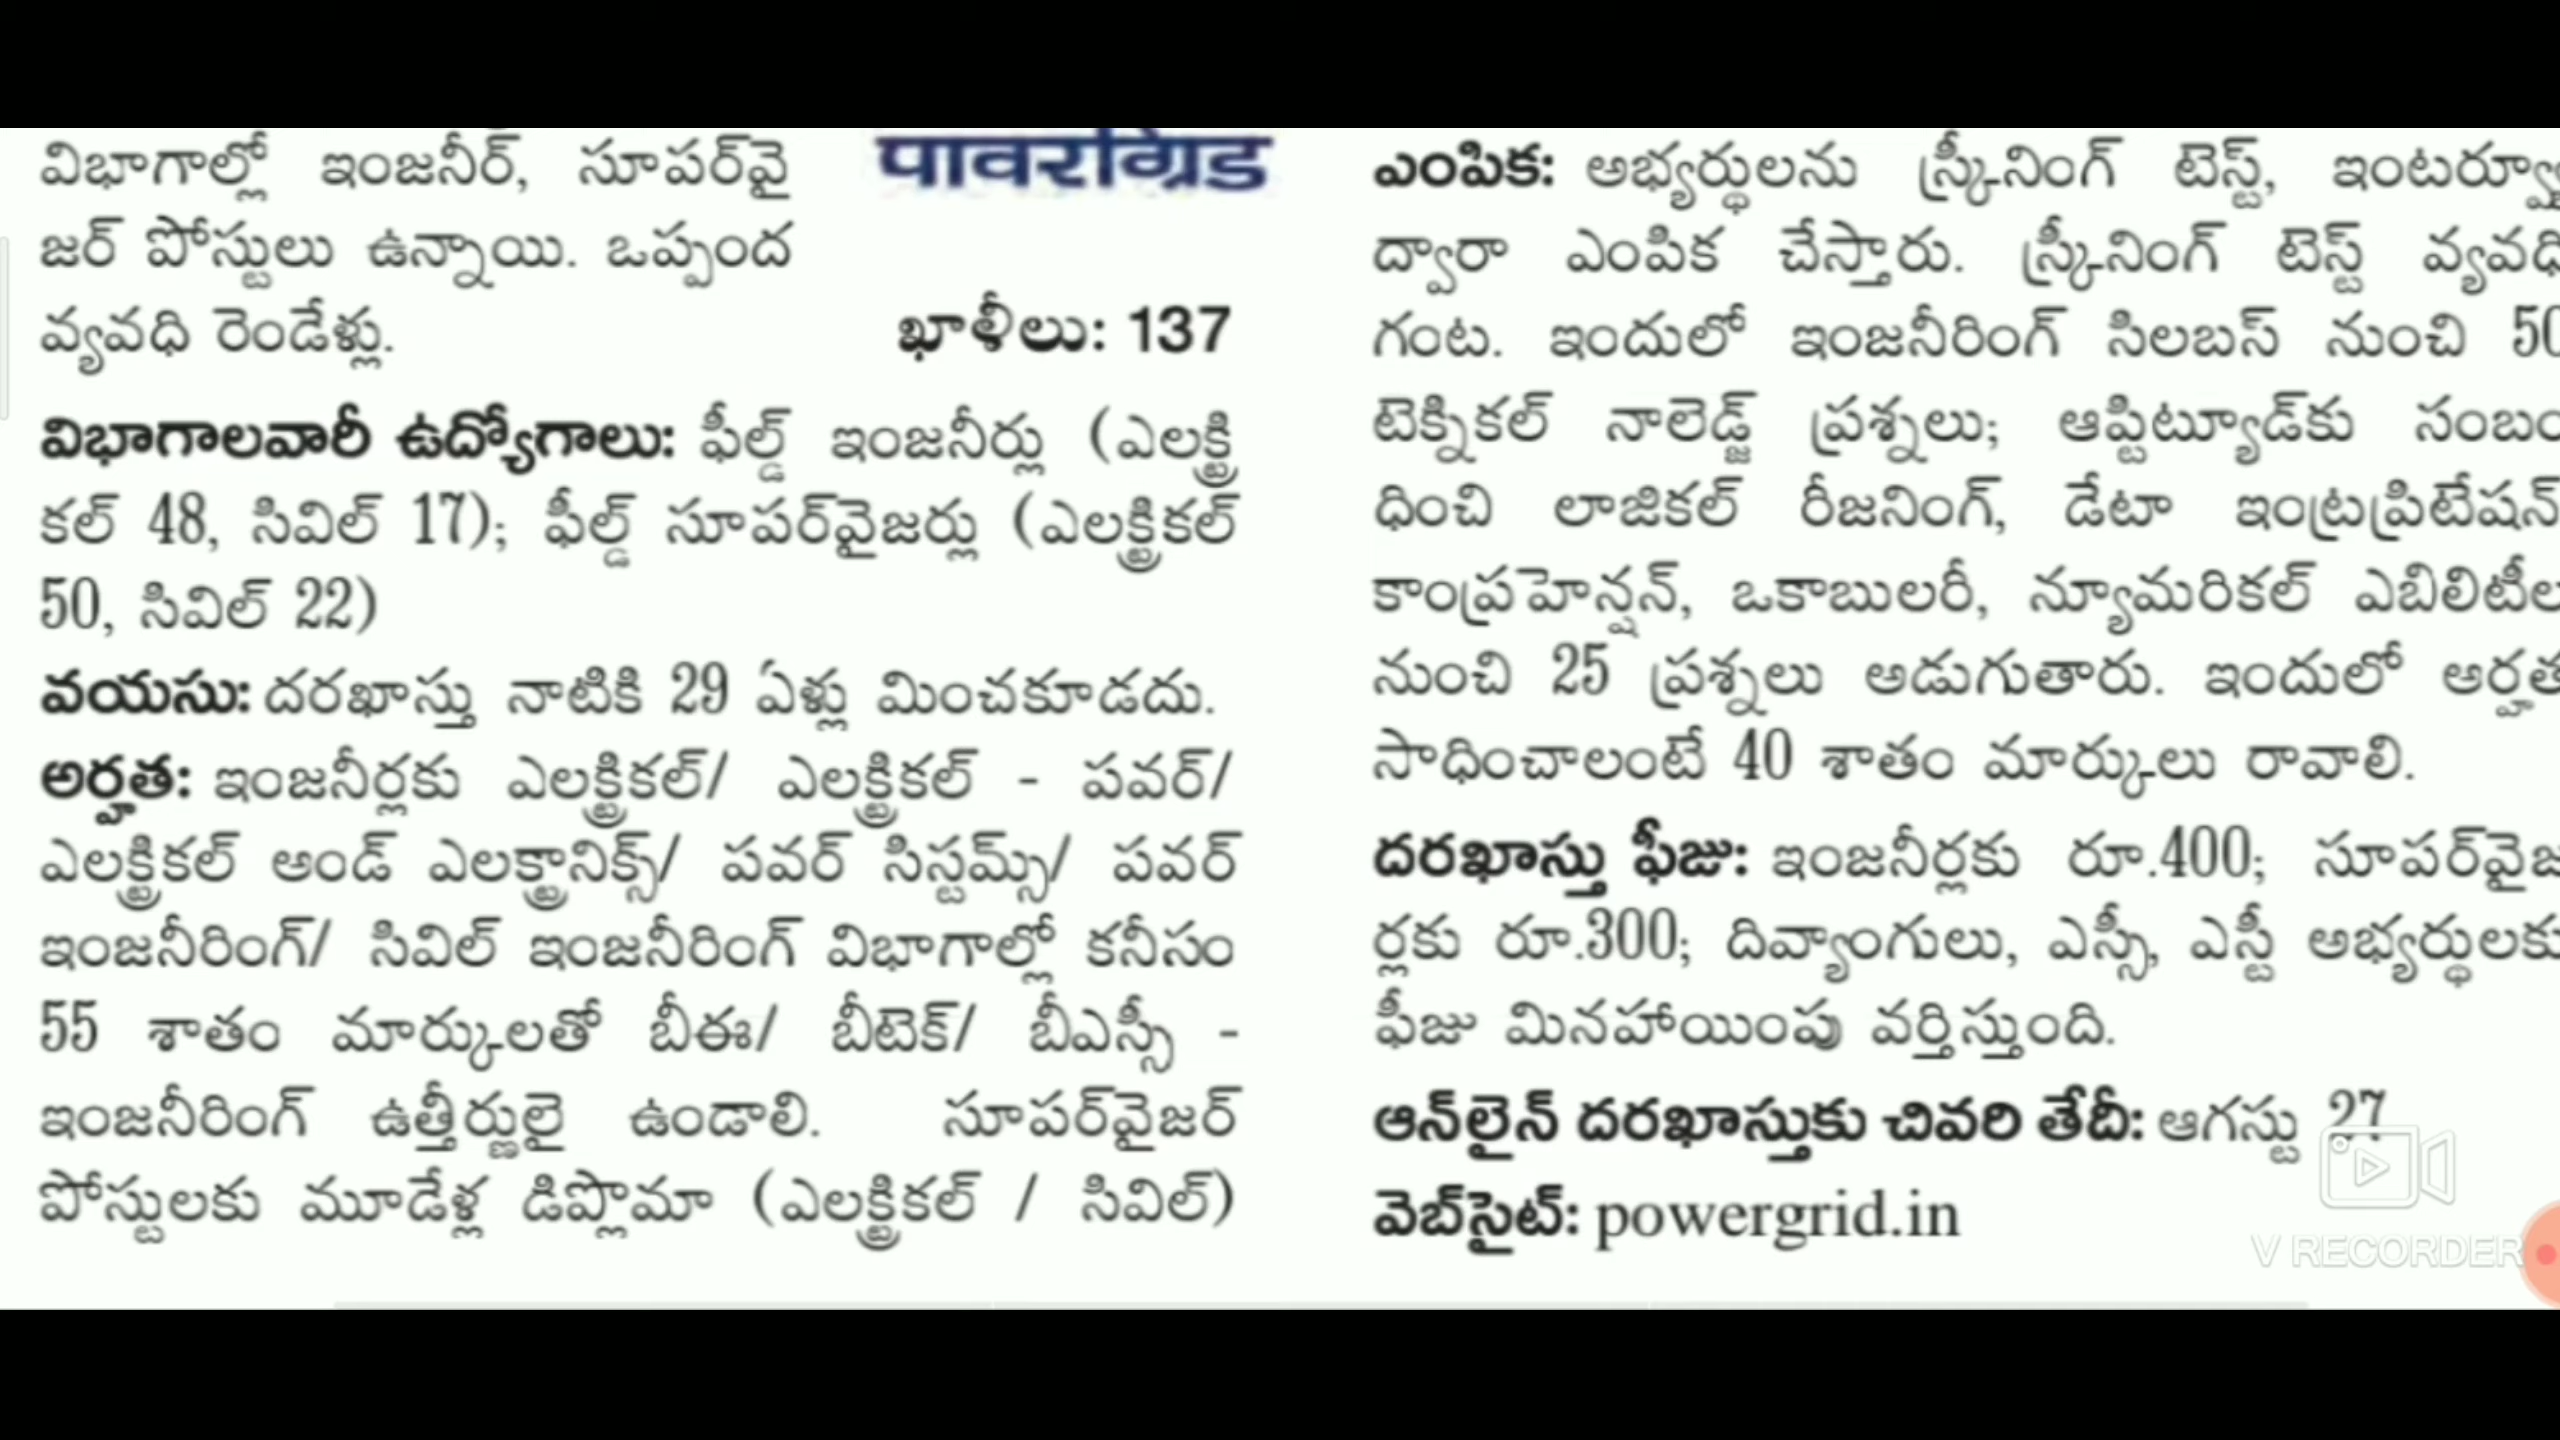 విభాగాల్లో ఇంజనీర్, సూపర్‌వై
జర్ పోస్టులు ఉన్నాయి. ఒప్పంద
వ్యవధి రెండేళ్లు.
पावरग्रिड
ఖాళీలు: 137
విభాగాలవారీ ఉద్యోగాలు: ఫీల్డ్ ఇంజనీర్లు (ఎలక్ట్రి
కల్ 48, సివిల్ 17); ఫీల్డ్ సూపర్‌వైజర్లు (ఎలక్ట్రికల్
50, సివిల్ 22)
వయసు: దరఖాస్తు నాటికి 29 ఏళ్లు మించకూడదు.
అర్హత: ఇంజనీర్లకు ఎలక్ట్రికల్/ ఎలక్ట్రికల్ - పవర్/
ఎలక్ట్రికల్ ఆండ్ ఎలక్ట్రానిక్స్/ పవర్ సిస్టమ్స్/ పవర్
ఇంజనీరింగ్/ సివిల్ ఇంజనీరింగ్ విభాగాల్లో కనీసం
55 శాతం మార్కులతో బీఈ/ బీటెక్/ బీఎస్సీ -
ఇంజనీరింగ్ ఉత్తీర్ణులై ఉండాలి. సూపర్‌వైజర్
పోస్టులకు మూడేళ్ల డిప్లొమా (ఎలక్ట్రికల్ / సివిల్)
ఎంపిక: అభ్యర్థులను స్క్రీనింగ్ టెస్ట్, ఇంటర్వ్యూ
ద్వారా ఎంపిక చేస్తారు. స్క్రీనింగ్ టెస్ట్ వ్యవధి
గంట. ఇందులో ఇంజనీరింగ్ సిలబస్ నుంచి 50
టెక్నికల్ నాలెడ్జ్ ప్రశ్నలు; ఆప్టిట్యూడ్‌కు సంబం
ధించి లాజికల్ రీజనింగ్, డేటా ఇంట్రప్రిటేషన్
కాంప్రహెన్షన్, ఒకాబులరీ, న్యూమరికల్ ఎబిలిటీల
నుంచి 25 ప్రశ్నలు అడుగుతారు. ఇందులో అర్హత
సాధించాలంటే 40 శాతం మార్కులు రావాలి.
దరఖాస్తు ఫీజు: ఇంజనీర్లకు రూ.400; సూపర్‌వైజ
ర్లకు రూ.300; దివ్యాంగులు, ఎస్సీ, ఎస్టీ అభ్యర్థులకు
ఫీజు మినహాయింపు వర్తిస్తుంది.
ఆన్‌లైన్ దరఖాస్తుకు చివరి తేదీ: ఆగస్టు 27
వెబ్‌సైట్: powergrid.in
V RECORDER